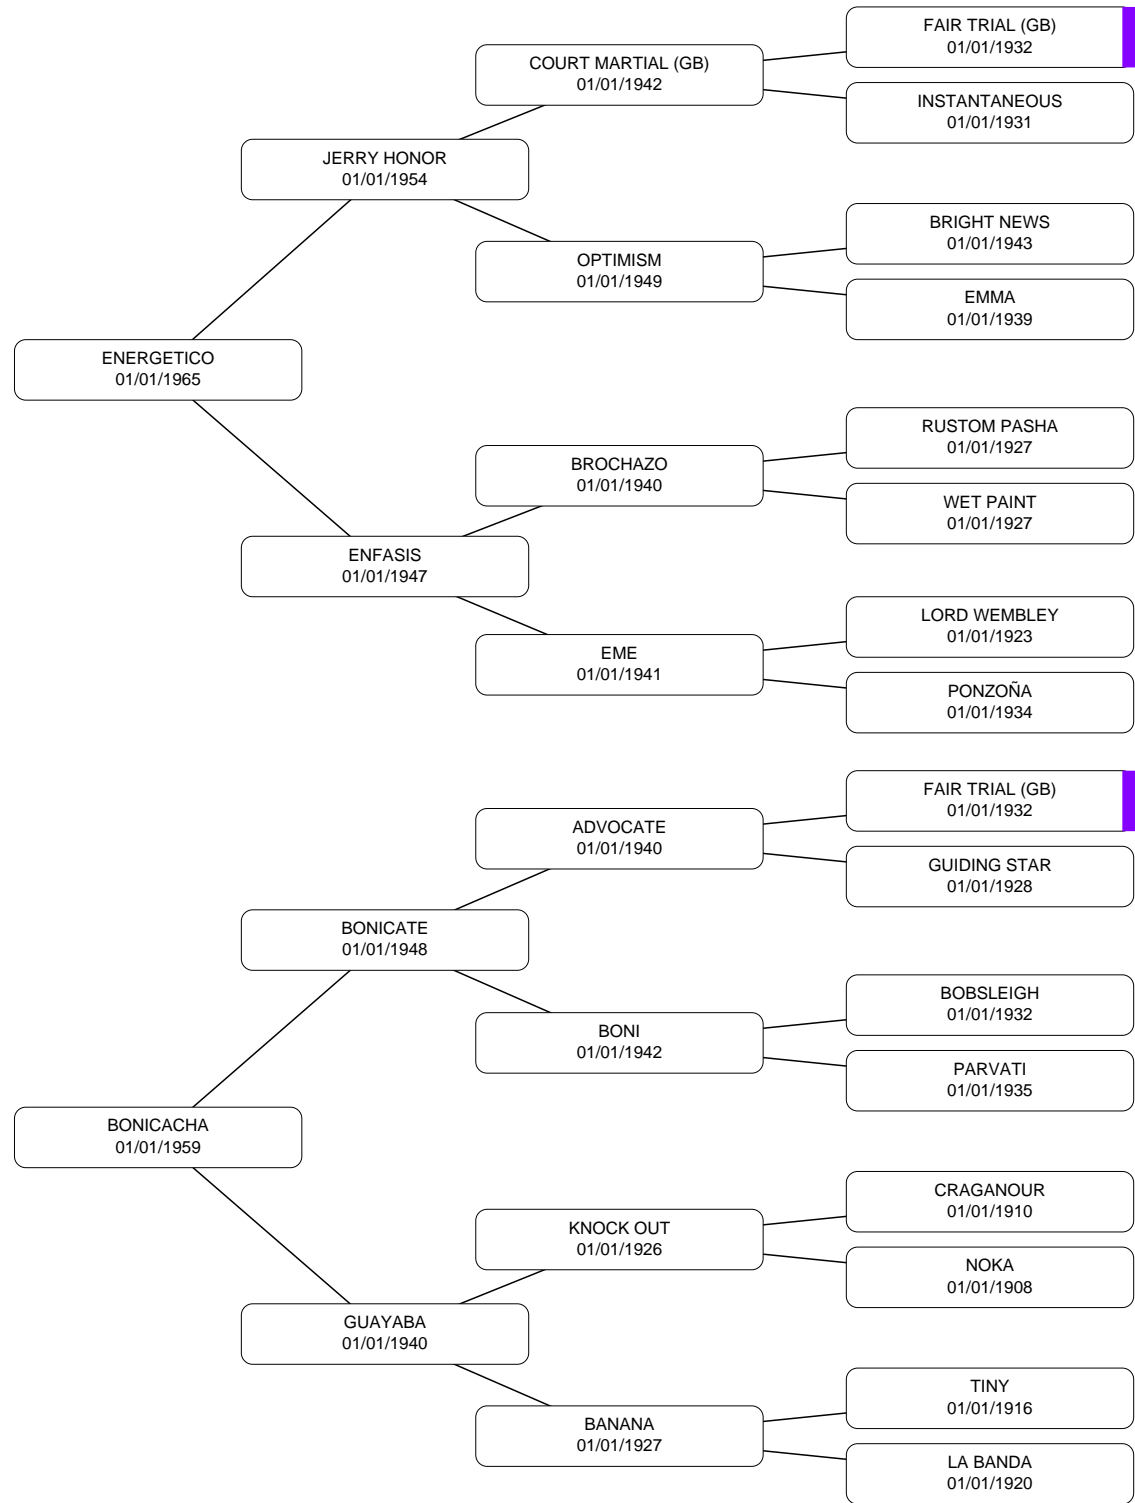 FAIR TRIAL (GB)
01/01/1932
COURT MARTIAL (GB)
01/01/1942
INSTANTANEOUS
01/01/1931
JERRY HONOR
01/01/1954
BRIGHT NEWS
01/01/1943
OPTIMISM
01/01/1949
EMMA
01/01/1939
ENERGETICO
01/01/1965
RUSTOM PASHA
01/01/1927
BROCHAZO
01/01/1940
WET PAINT
01/01/1927
ENFASIS
01/01/1947
LORD WEMBLEY
01/01/1923
EME
01/01/1941
PONZOÑA
01/01/1934
FAIR TRIAL (GB)
01/01/1932
ADVOCATE
01/01/1940
GUIDING STAR
01/01/1928
BONICATE
01/01/1948
BOBSLEIGH
01/01/1932
BONI
01/01/1942
PARVATI
01/01/1935
BONICACHA
01/01/1959
CRAGANOUR
01/01/1910
KNOCK OUT
01/01/1926
NOKA
01/01/1908
GUAYABA
01/01/1940
TINY
01/01/1916
BANANA
01/01/1927
LA BANDA
01/01/1920